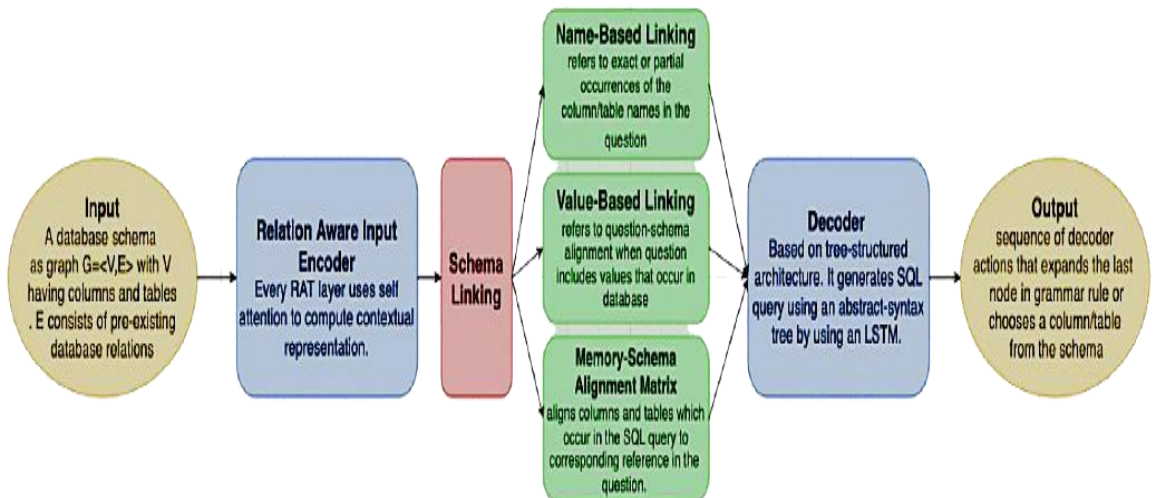 Input
A database schema
as graph G=<V,E> with V
having columns and tables
. E consists of pre-existing
database relations
Relation Aware Input
Encoder
Every RAT layer uses self
attention to compute contextual
representation.
Schema
Linking
Name-Based Linking
refers to exact or partial
occurrences of the
column/table names in the
question
Value-Based Linking
refers to question-schema
alignment when question
includes values that occur in
database
Memory-Schema
Alignment Matrix
aligns columns and tables which
occur in the SQL query to
corresponding reference in the
question.
Decoder
Based on tree-structured
architecture. It generates SQL
query using an abstract-syntax
tree by using an LSTM.
Output
sequence of decoder
actions that expands the last
node in grammar rule or
chooses a column/table
from the schema